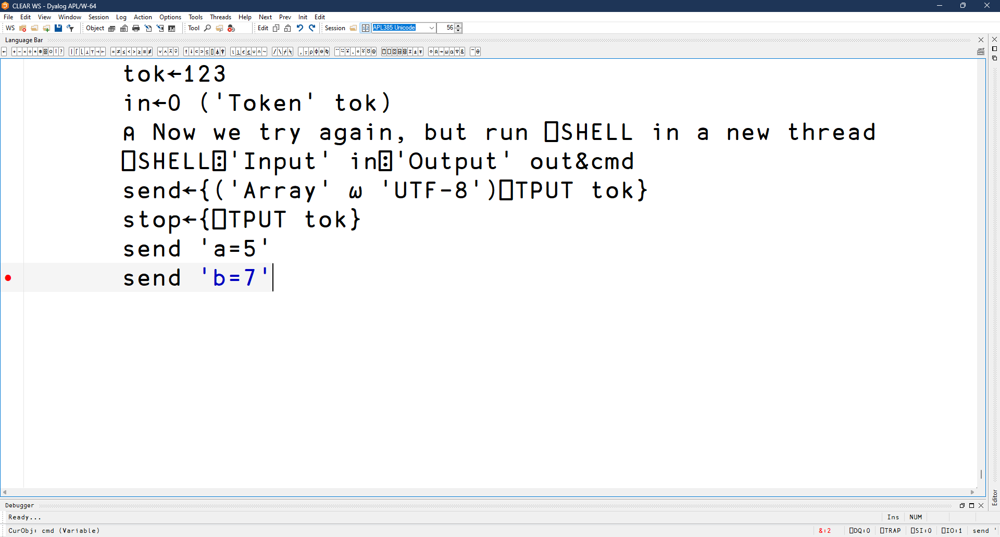 CLEAR WS - Dyalog APL/W-64
File Edit View Window Session Log Action Options Tools Threads Help Next Prev Init Edit
WS Object Tool Edit Session APL385 Unicode 56
Language Bar
← +-×÷*⍟⌹○!? |⌈⌊⊥⊤⊣⊢ =≠≤<>≥≡≢ ∨∧⍲⍱ ↑↓⊂⊃⊆⌷⍋⍒ ⍳⍸∊⍷∪∩~ /\⌿⍀ ,⍪⍴⌽⊖⍉ ¨⍨⍣.∘⍤⍥@ ⍞⎕⍠⌸⌺⌶⍎⍕ ⋄⍝→⍵⍺∇& ¯⍬
tok←123
in←0 ('Token' tok)
⍝ Now we try again, but run ⎕SHELL in a new thread
⎕SHELL⍠'Input' in⍠'Output' out&cmd
send←{('Array' ⍵ 'UTF-8')⎕TPUT tok}
stop←{⎕TPUT tok}
send 'a=5'
send 'b=7'
Editor
Debugger
Ready... Ins NUM
CurObj: cmd (Variable) &:2 ⎕DQ:0 ⎕TRAP ⎕SI:0 ⎕IO:1 send '